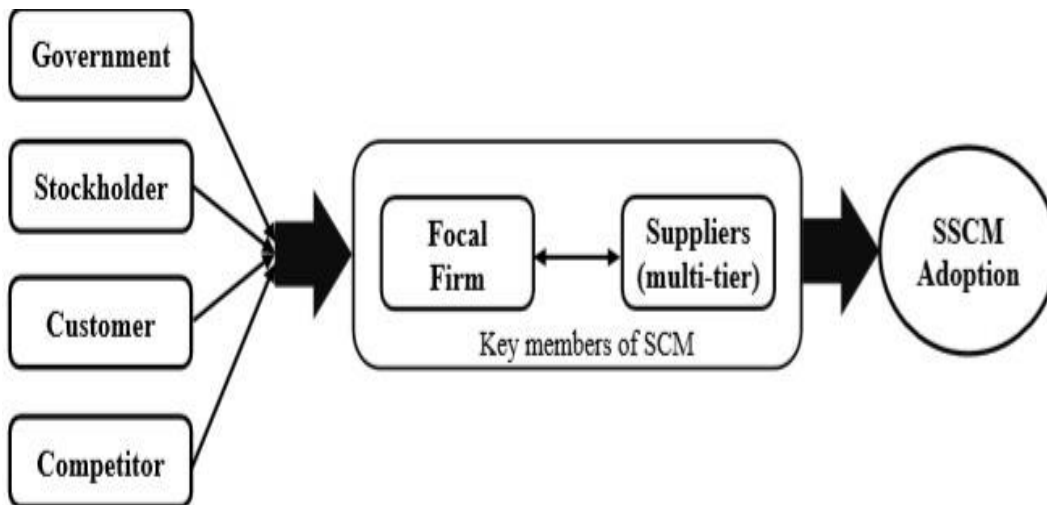 Government
Stockholder
Customer
Competitor
Focal
Firm
Suppliers
(multi-tier)
Key members of SCM
SSCM
Adoption